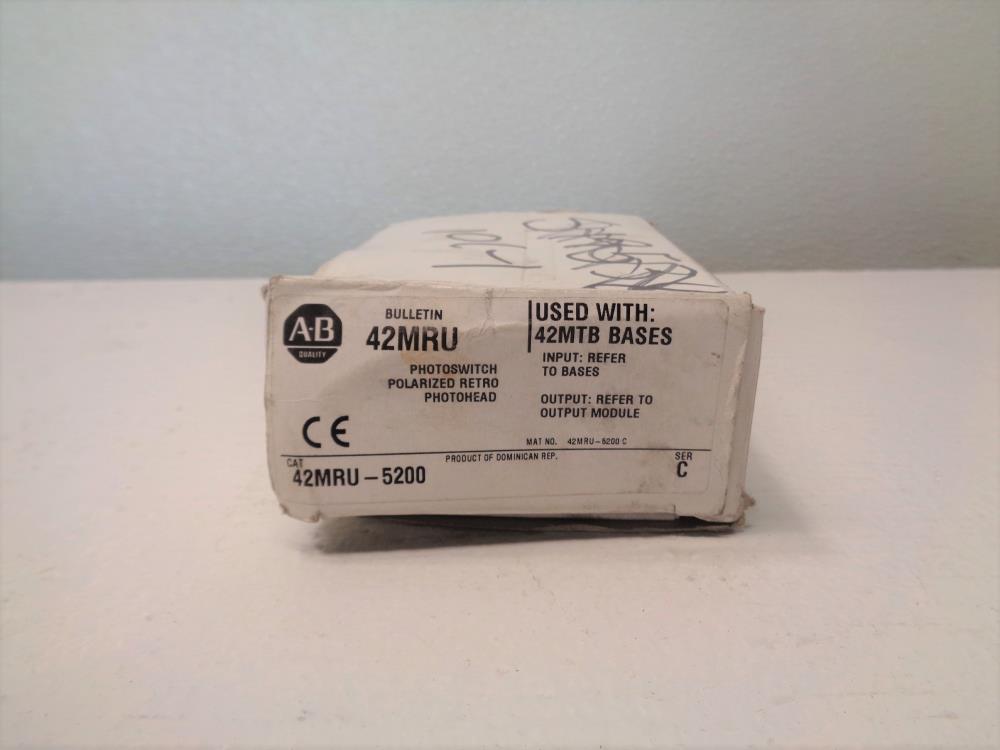 A-B
QUALITY
BULLETIN
42MRU
PHOTOSWITCH
POLARIZED RETRO
PHOTOHEAD
USED WITH:
42MTB BASES
INPUT: REFER
TO BASES
OUTPUT: REFER TO
OUTPUT MODULE
CE
MAT NO. 42MRU-5200 C
PRODUCT OF DOMINICAN REP.
CAT
42MRU-5200
SER
C